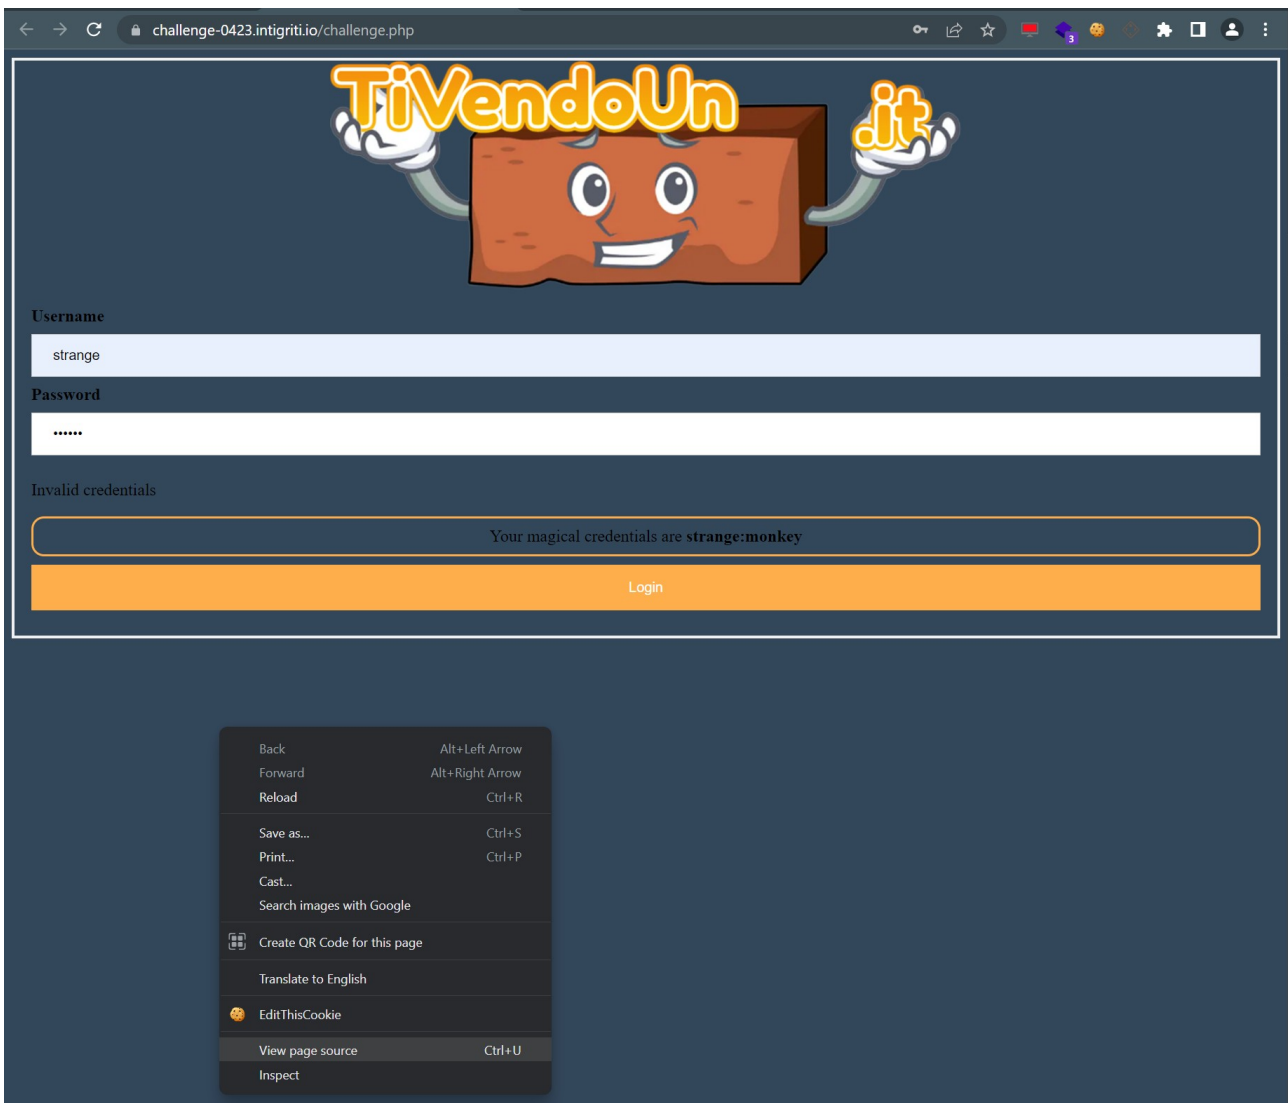 challenge-0423.intigriti.io/challenge.php
3
TiVendoUn .it
Username
strange
Password
••••••
Invalid credentials
Your magical credentials are strange:monkey
Login
Back Alt+Left Arrow
Forward Alt+Right Arrow
Reload Ctrl+R
Save as... Ctrl+S
Print... Ctrl+P
Cast...
Search images with Google
Create QR Code for this page
Translate to English
EditThisCookie
View page source Ctrl+U
Inspect